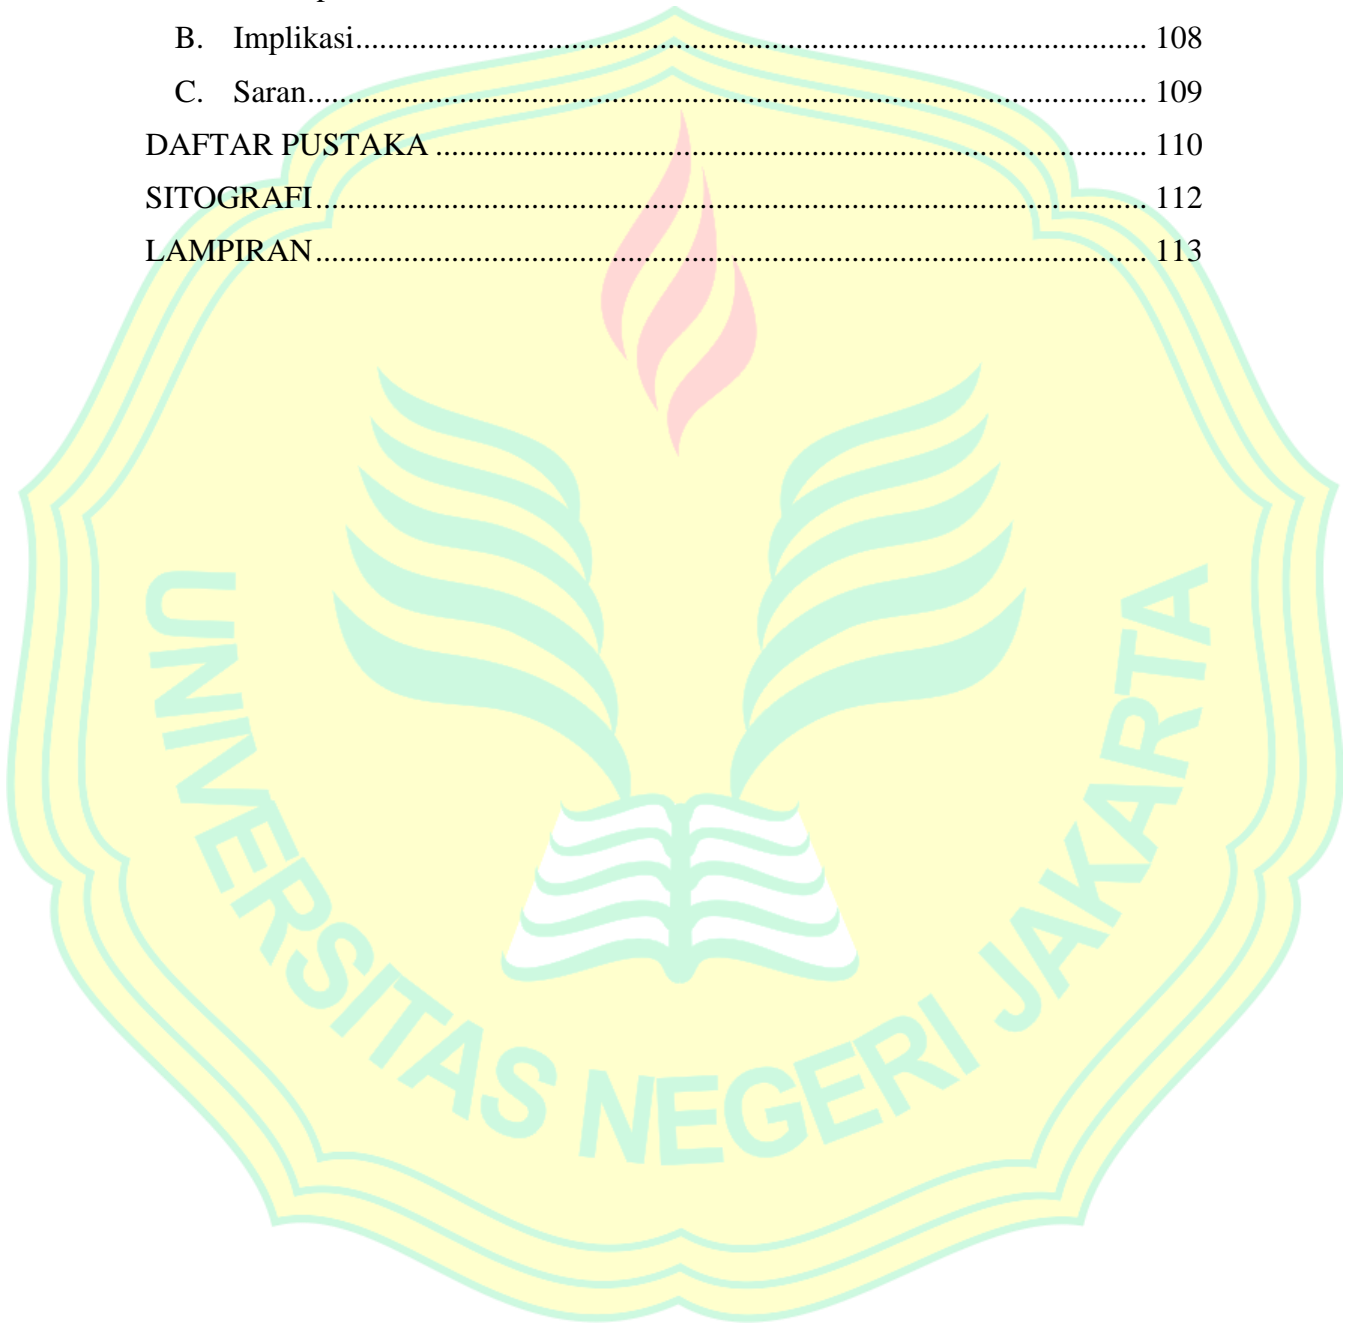 B. Implikasi.................................................................................................. 108
C. Saran........................................................................................................ 109
DAFTAR PUSTAKA ........................................................................................ 110
SITOGRAFI....................................................................................................... 112
LAMPIRAN....................................................................................................... 113
UNIVERSITAS NEGERI JAKARTA